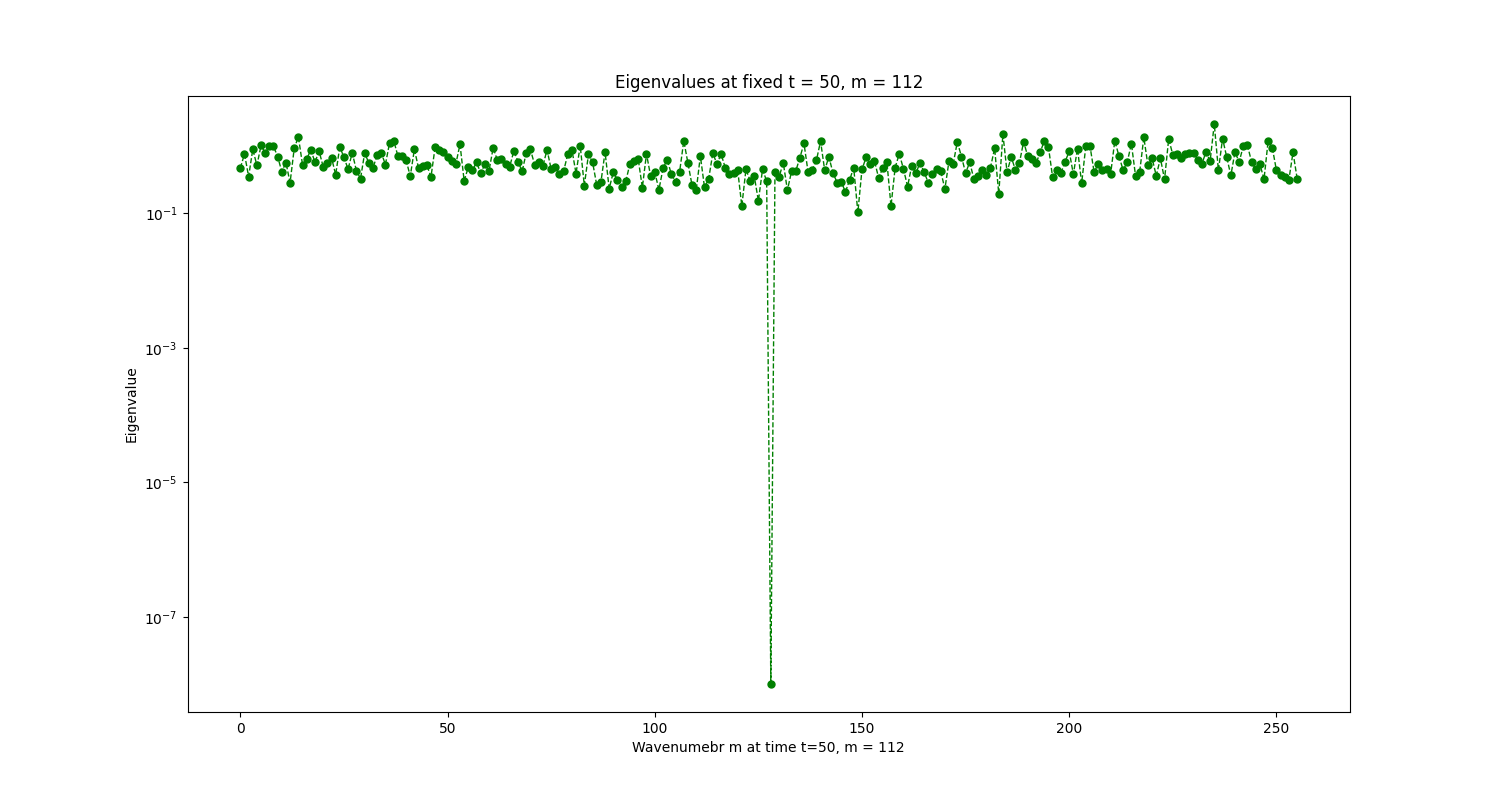 Eigenvalues at fixed t = 50, m = 112
10⁻¹
10⁻³
10⁻⁵
10⁻⁷
Eigenvalue
0 50 100 150 200 250
Wavenumebr m at time t=50, m = 112